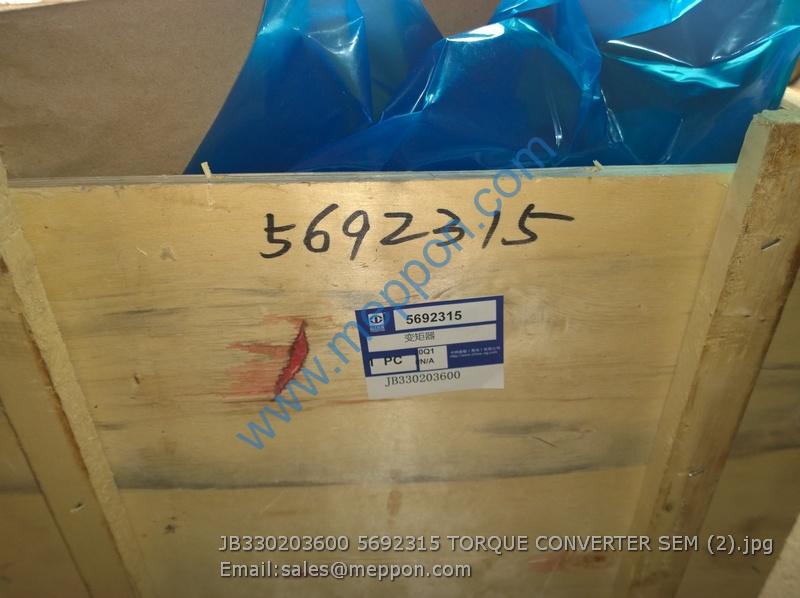 5692315
5692315
变矩器
1 PC
0Q1
N/A
JB330203600
www.meppon.com
JB330203600 5692315 TORQUE CONVERTER SEM (2).jpg
Email:sales@meppon.com